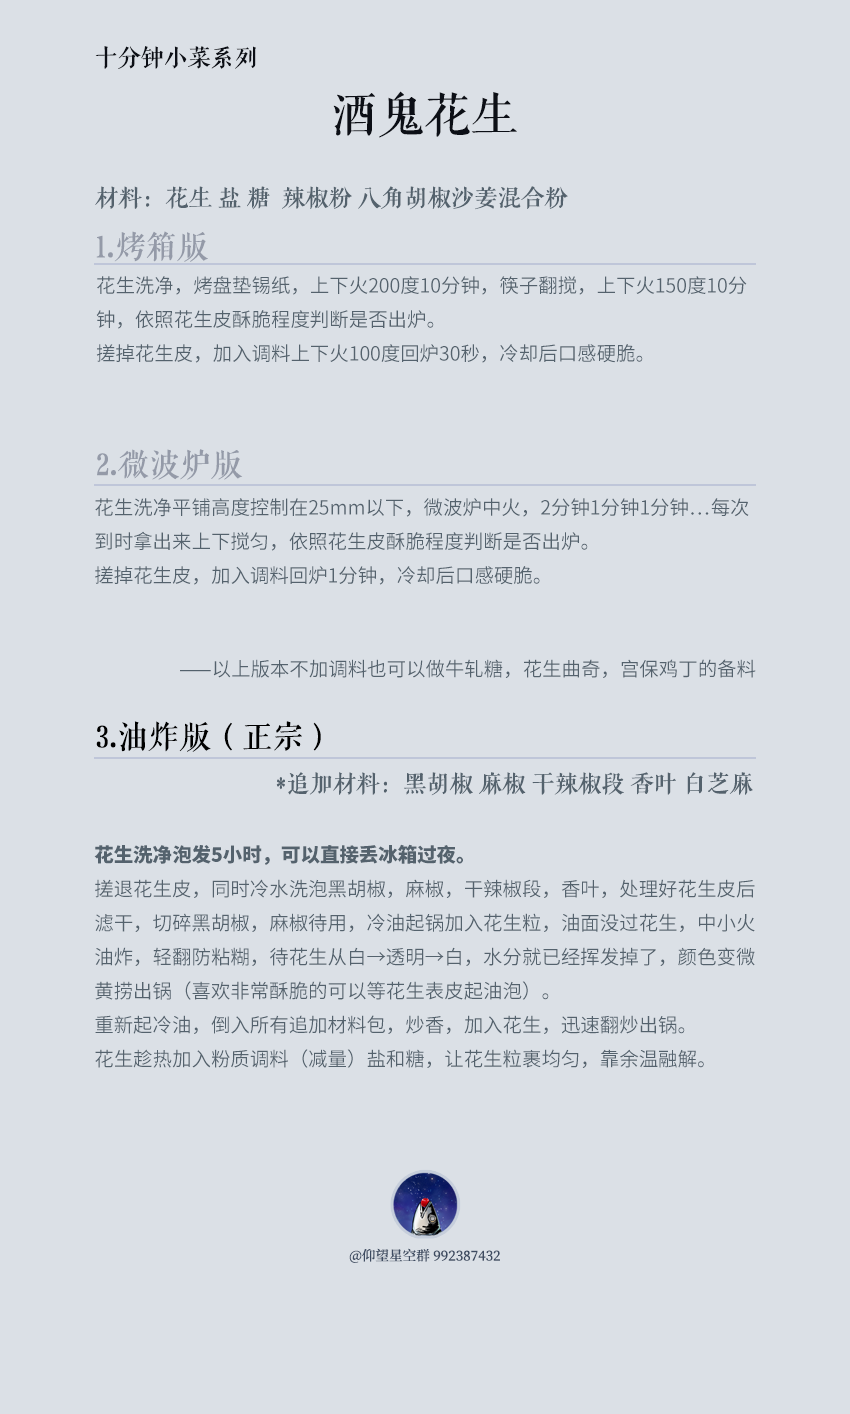 十分钟小菜系列
酒鬼花生
材料：花生 盐 糖 辣椒粉 八角胡椒沙姜混合粉
1.烤箱版
花生洗净，烤盘垫锡纸，上下火200度10分钟，筷子翻搅，上下火150度10分
钟，依照花生皮酥脆程度判断是否出炉。
搓掉花生皮，加入调料上下火100度回炉30秒，冷却后口感硬脆。
2.微波炉版
花生洗净平铺高度控制在25mm以下，微波炉中火，2分钟1分钟1分钟…每次
到时拿出来上下搅匀，依照花生皮酥脆程度判断是否出炉。
搓掉花生皮，加入调料回炉1分钟，冷却后口感硬脆。
——以上版本不加调料也可以做牛轧糖，花生曲奇，宫保鸡丁的备料
3.油炸版（正宗）
*追加材料：黑胡椒 麻椒 干辣椒段 香叶 白芝麻
花生洗净泡发5小时，可以直接丢冰箱过夜。
搓退花生皮，同时冷水洗泡黑胡椒，麻椒，干辣椒段，香叶，处理好花生皮后
滤干，切碎黑胡椒，麻椒待用，冷油起锅加入花生粒，油面没过花生，中小火
油炸，轻翻防粘糊，待花生从白→透明→白，水分就已经挥发掉了，颜色变微
黄捞出锅（喜欢非常酥脆的可以等花生表皮起油泡）。
重新起冷油，倒入所有追加材料包，炒香，加入花生，迅速翻炒出锅。
花生趁热加入粉质调料（减量）盐和糖，让花生粒裹均匀，靠余温融解。
@仰望星空群 992387432